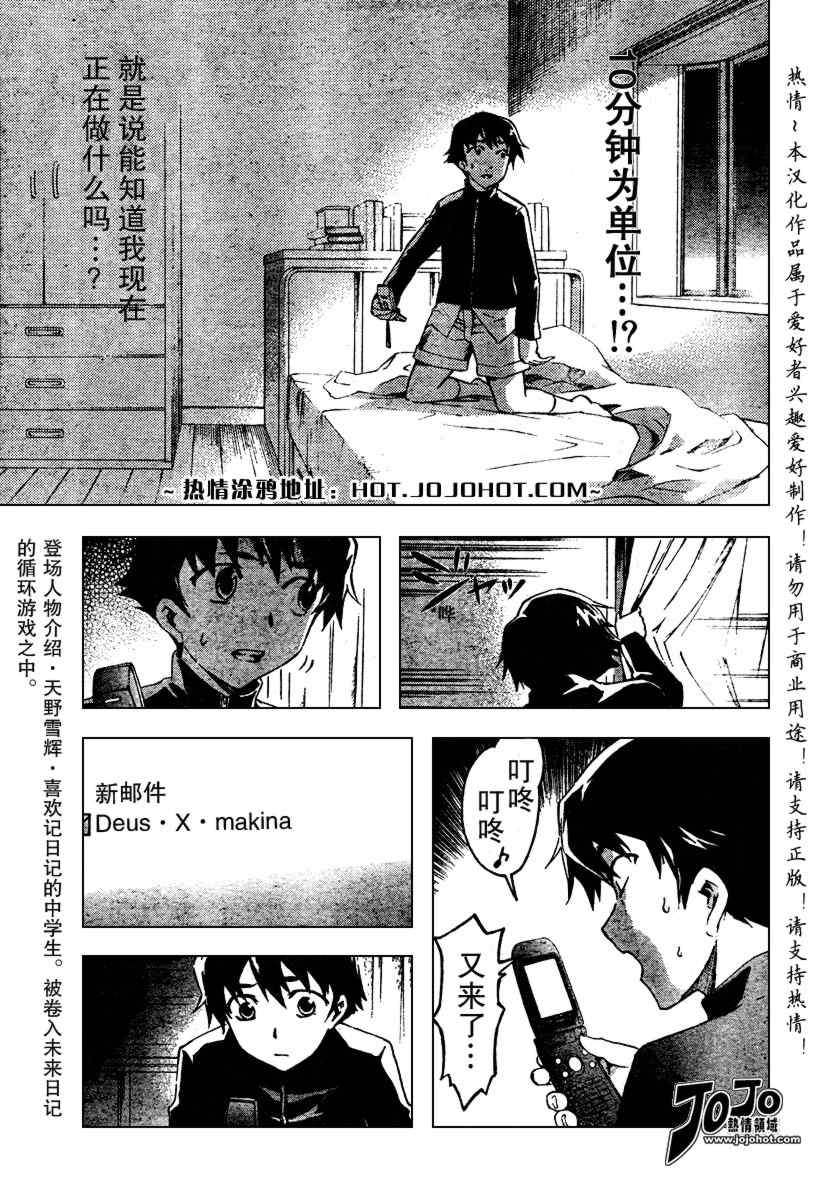 10分钟为单位…!?
就是说能知道我现在
正在做什么吗…?
~热情涂鸦地址：HOT.JOJOHOT.COM~
哗
叮咚
叮咚♪
又来了…
新邮件
Deus・X・makina
登场人物介绍・天野雪辉・喜欢记日记的中学生。被卷入未来日记
的循环游戏之中。
热情~本汉化作品属于爱好者兴趣爱好制作！请勿用于商业用途！请支持正版！请支持热情！
JOJO
熱情領域
www.jojohot.com